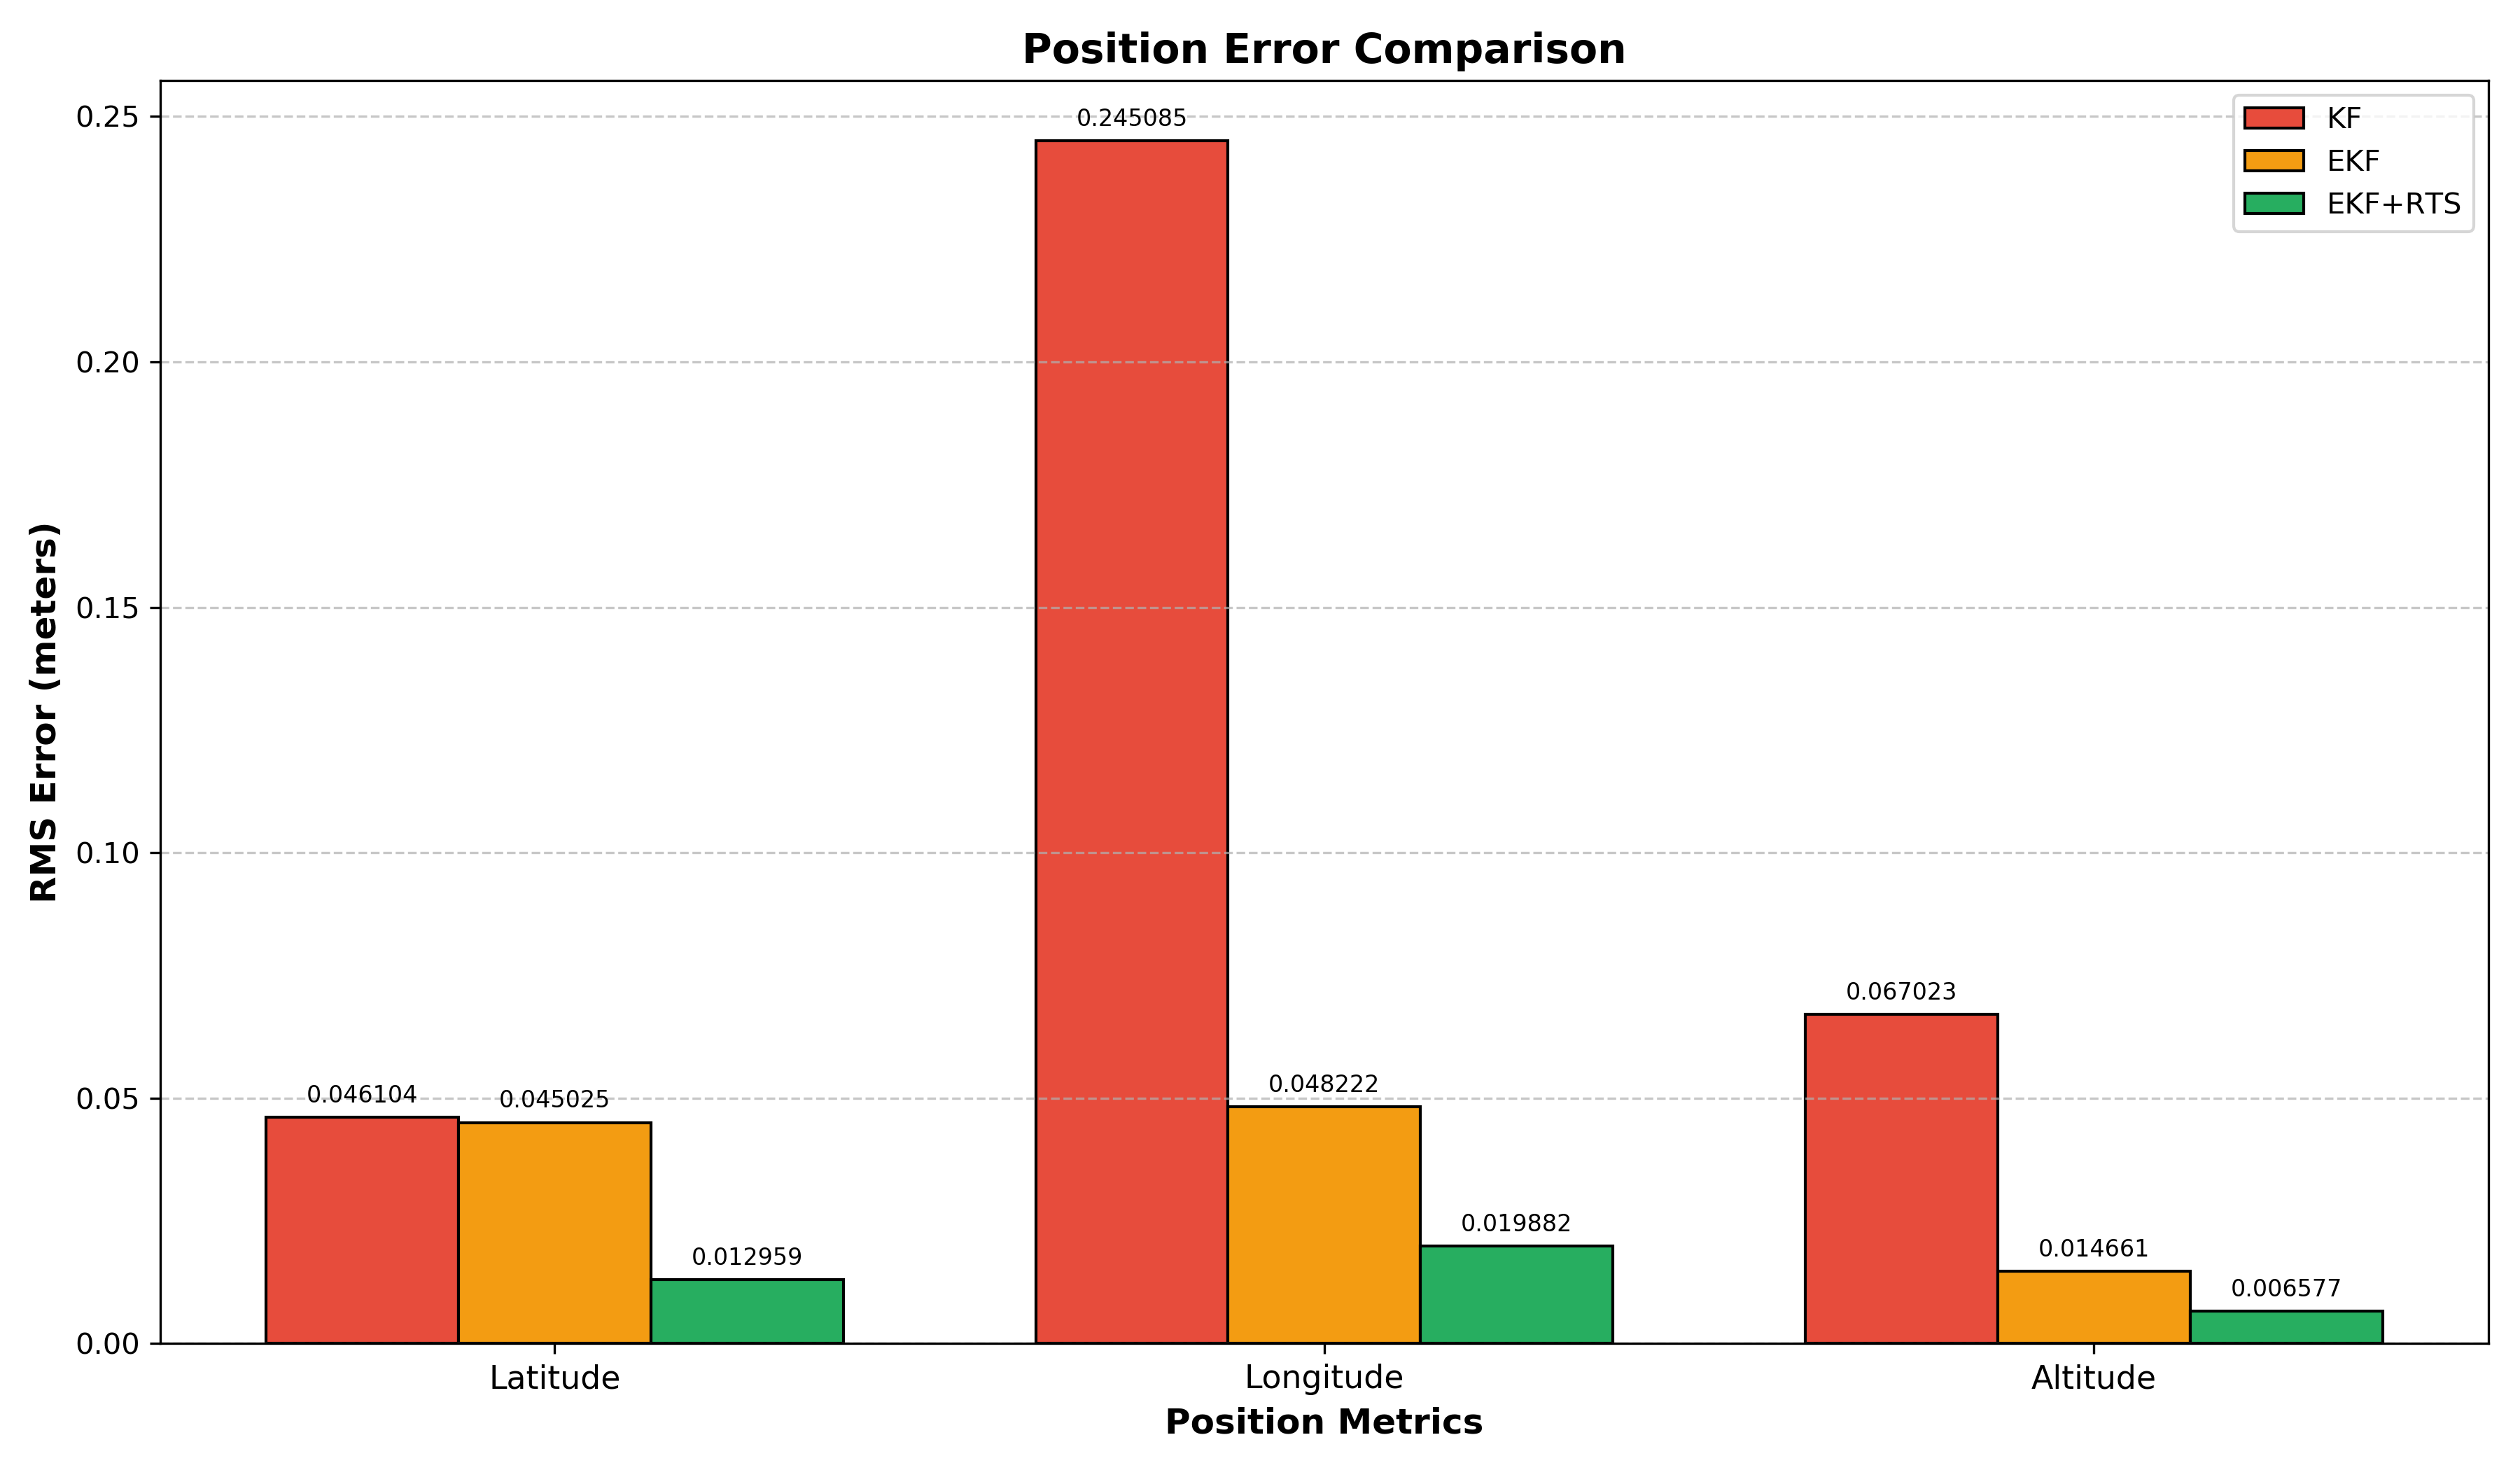 Position Error Comparison
KF
EKF
EKF+RTS
RMS Error (meters)
0.25
0.20
0.15
0.10
0.05
0.00
0.046104
0.045025
0.012959
0.245085
0.048222
0.019882
0.067023
0.014661
0.006577
Latitude
Longitude
Altitude
Position Metrics